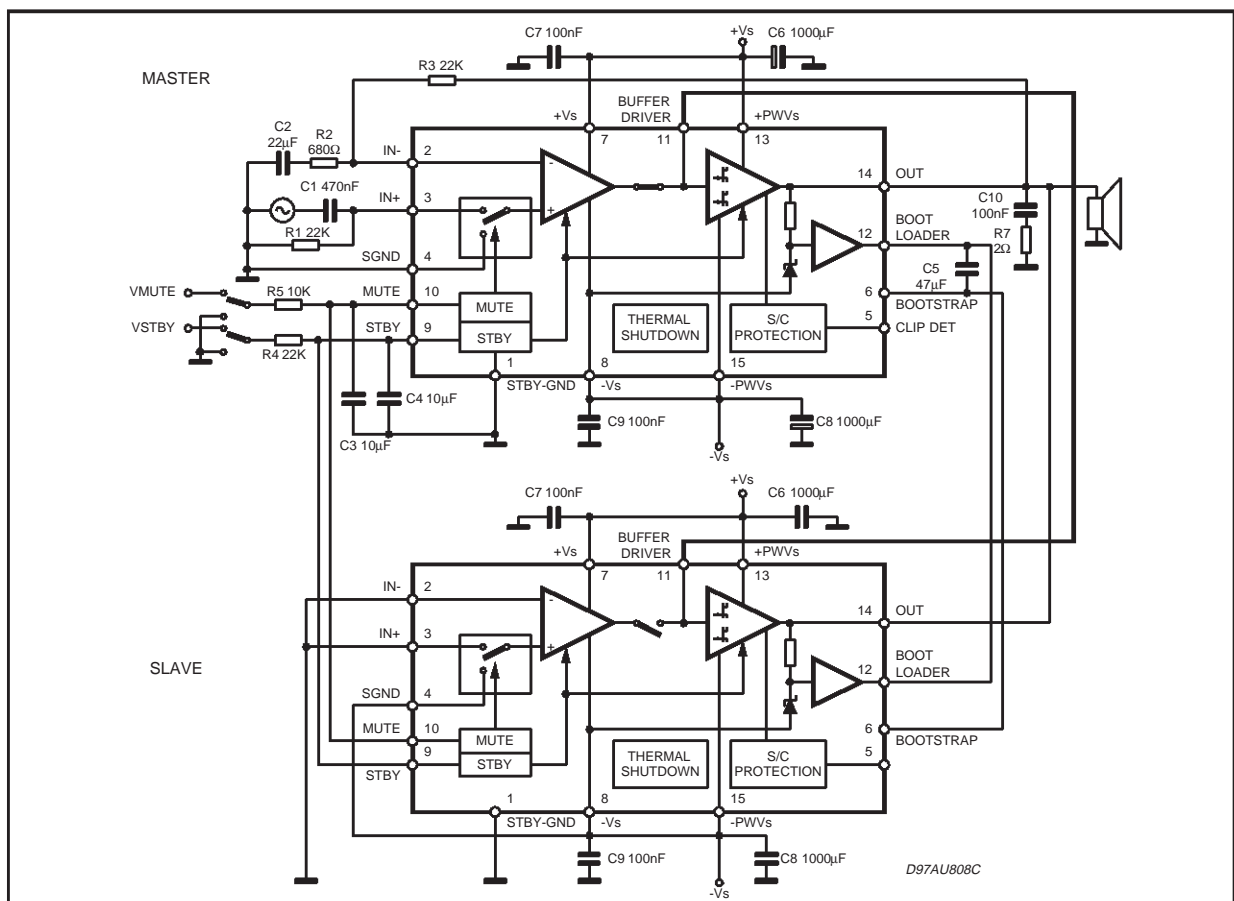 MASTER
C7 100nF
+Vs
C6 1000µF
R3 22K
BUFFER
DRIVER
+Vs
7
11
+PWVs
13
C2
22µF
R2
680Ω
IN-
2
-
14
OUT
C1 470nF
IN+
3
+
C10
100nF
R1 22K
12
BOOT
LOADER
R7
2Ω
SGND
4
C5
47µF
VMUTE
R5 10K
MUTE
10
MUTE
6
BOOTSTRAP
VSTBY
R4 22K
STBY
9
STBY
THERMAL
SHUTDOWN
S/C
PROTECTION
5
CLIP DET
1
STBY-GND
8
-Vs
15
-PWVs
C3 10µF
C4 10µF
C9 100nF
C8 1000µF
-Vs
C7 100nF
+Vs
C6 1000µF
BUFFER
DRIVER
+Vs
7
11
+PWVs
13
IN-
2
-
14
OUT
IN+
3
+
SLAVE
12
BOOT
LOADER
SGND
4
MUTE
10
MUTE
6
BOOTSTRAP
STBY
9
STBY
THERMAL
SHUTDOWN
S/C
PROTECTION
5
1
STBY-GND
8
-Vs
15
-PWVs
C9 100nF
C8 1000µF
-Vs
D97AU808C